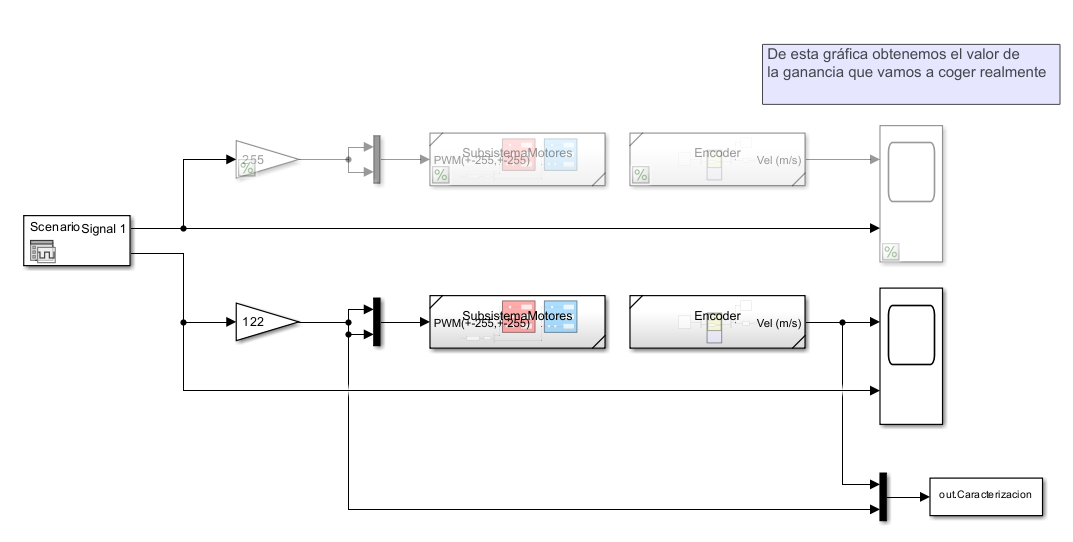 De esta gráfica obtenemos el valor de
la ganancia que vamos a coger realmente
255
%
SubsistemaMotores
PWM(+-255,+-255)
%
Encoder
Vel (m/s)
%
%
Scenario
Signal 1
122
SubsistemaMotores
PWM(+-255,+-255)
Encoder
Vel (m/s)
out.Caracterizacion